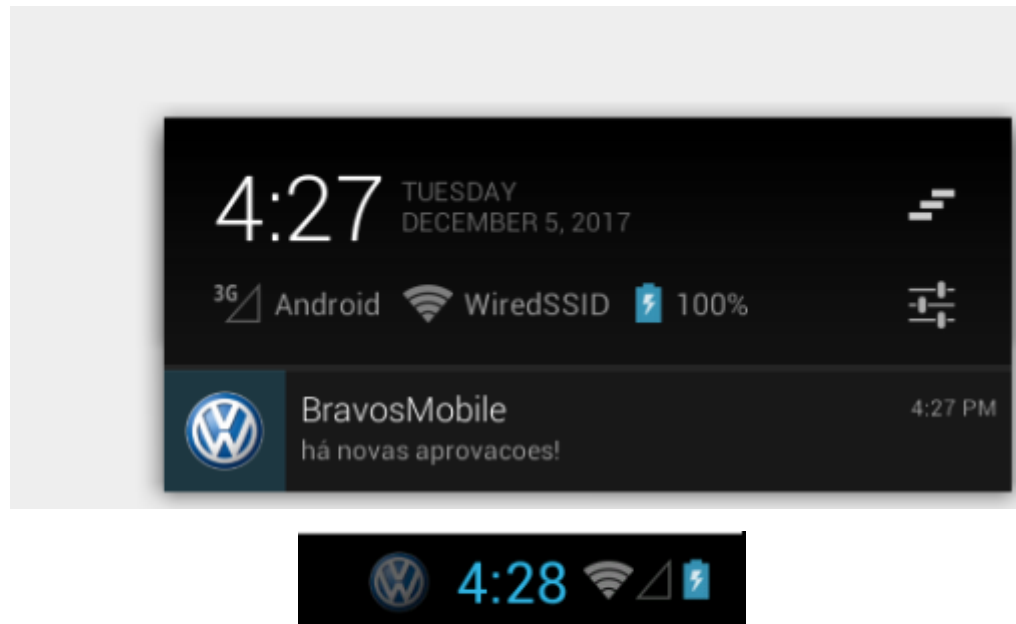 4:27
TUESDAY
DECEMBER 5, 2017
3G Android WiredSSID 100%
BravosMobile
4:27 PM
há novas aprovacoes!
4:28